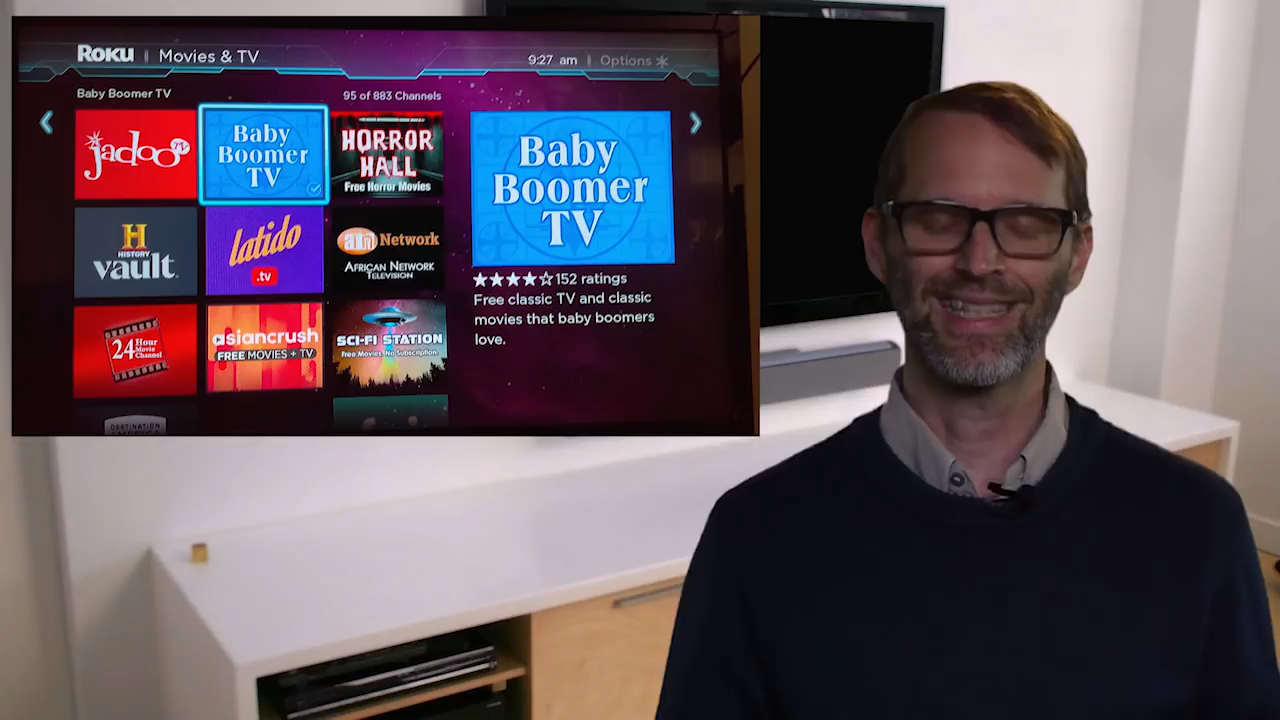 Roku | Movies & TV
9:27 am | Options
Baby Boomer TV
95 of 883 Channels
jadoo TV
Baby
Boomer
TV
HORROR
HALL
Free Horror Movies
Baby
Boomer
TV
H
HISTORY
vault.
latido
.tv
an Network
AFRICAN NETWORK
TELEVISION
152 ratings
Free classic TV and classic
movies that baby boomers
love.
24 Hour
Movie
Channel
asiancrush
FREE MOVIES + TV
SCI-FI STATION
Free Movies. No Subscription.
DESTINATION
AMERICA